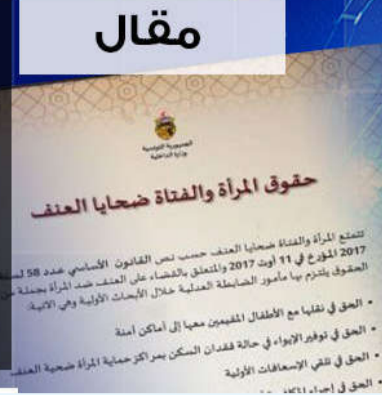 مقال
الجمهورية التونسية
وزارة الداخلية
حقوق المرأة والفتاة ضحايا العنف
تتمتع المرأة والفتاة ضحايا العنف حسب نص القانون الأساسي عدد 58 لسنة
2017 المؤرخ في 11 أوت 2017 والمتعلق بالقضاء على العنف ضد المرأة بجملة من
الحقوق يلتزم بها مأمور الضابطة العدلية خلال الأبحاث الأولية وهي الآتية:
• الحق في نقلها مع الأطفال المقيمين معها إلى أماكن آمنة
• الحق في توفير الإيواء في حالة فقدان السكن بمراكز حماية المرأة ضحية العنف
• الحق في تلقي الإسعافات الأولية
• الحق في إجراء